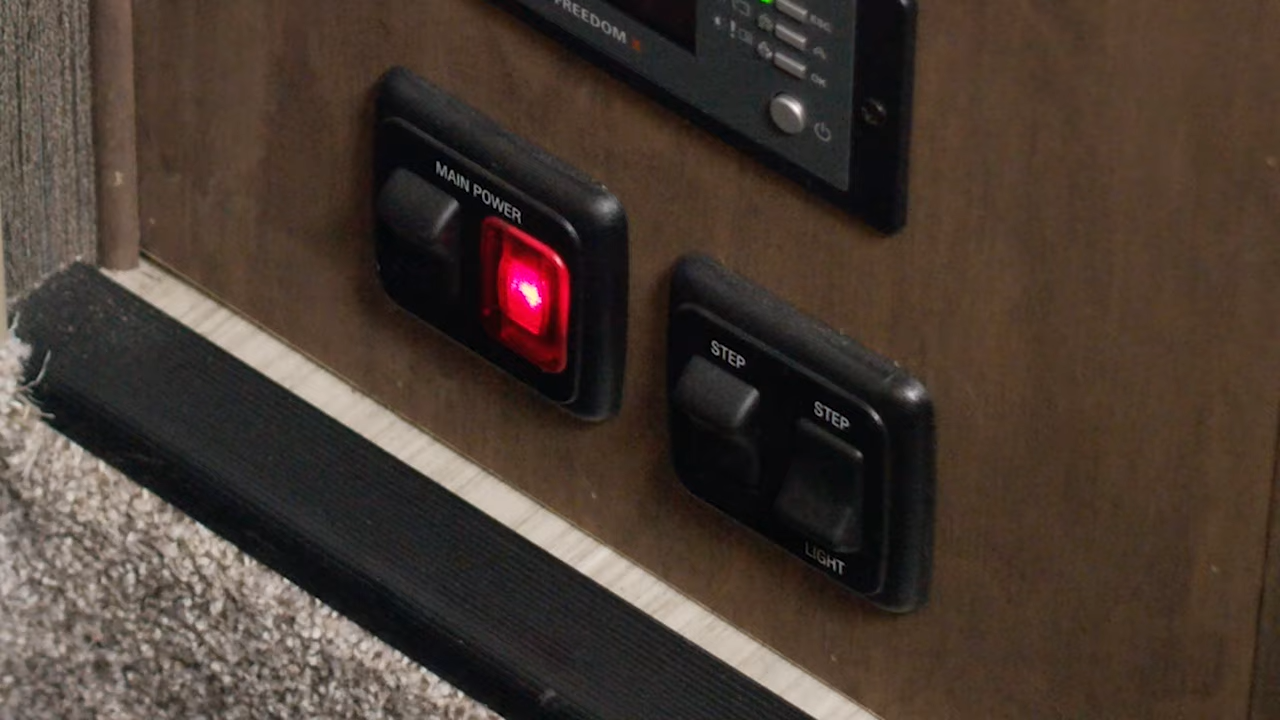 FREEDOM X
ESC
OK
MAIN POWER
STEP
STEP
LIGHT